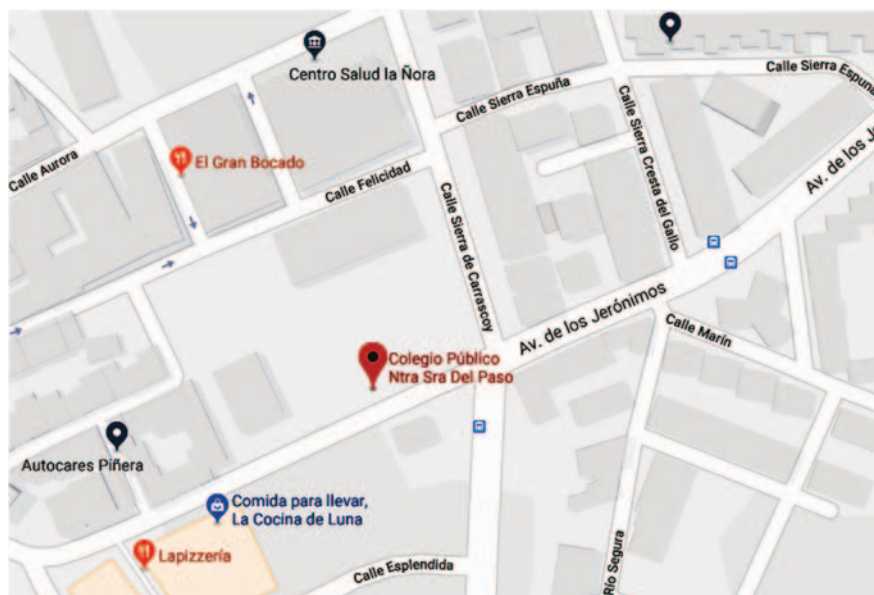 Centro Salud la Ñora
Calle Sierra Espuña
Calle Sierra Espuña
Calle Aurora
El Gran Bocado
Calle Felicidad
Calle Sierra Cresta del Gallo
Av. de los J
Calle Sierra de Carrascoy
Av. de los Jerónimos
Calle Marín
Colegio Público
Ntra Sra Del Paso
Autocares Piñera
Comida para llevar,
La Cocina de Luna
Lapizzería
Calle Esplendida
Río Segura